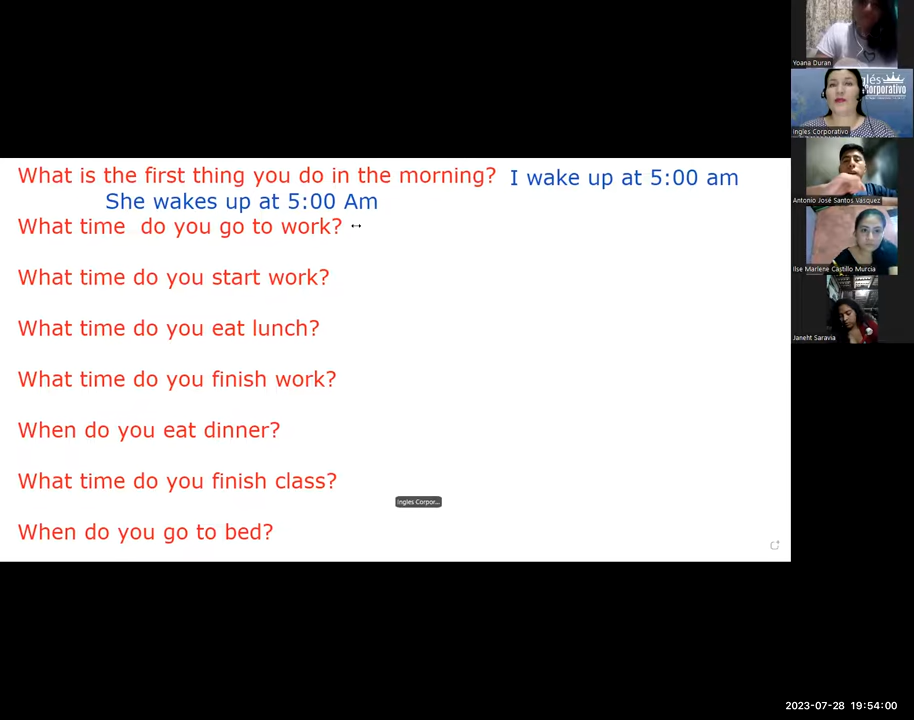 Yoana Duran
glés
Corporativo
Ingles Corporativo
Antonio José Santos Vasquez
Ilse Marlene Castillo Murcia
Janeht Saravia
What is the first thing you do in the morning? I wake up at 5:00 am
She wakes up at 5:00 Am
What time do you go to work?
What time do you start work?
What time do you eat lunch?
What time do you finish work?
When do you eat dinner?
What time do you finish class?
Ingles Corpor...
When do you go to bed?
2023-07-28 19:54:00